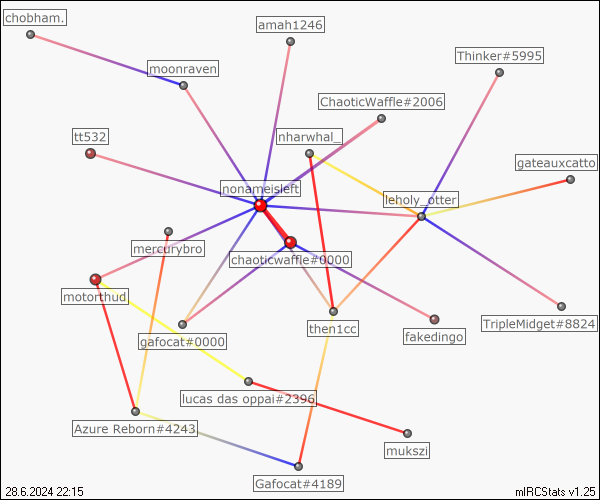 chobham.
amah1246
Thinker#5995
moonraven
ChaoticWaffle#2006
tt532
nharwhal_
gateauxcatto
nonameisleft
leholy_otter
mercurybro
chaoticwaffle#0000
motorthud
TripleMidget#8824
then1cc
fakedingo
gafocat#0000
lucas das oppai#2396
Azure Reborn#4243
mukszi
Gafocat#4189
28.6.2024 22:15
mIRCStats v1.25